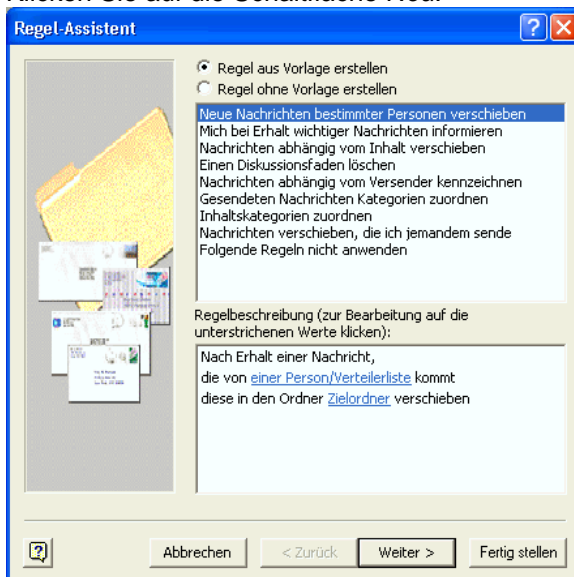 Klicken Sie auf die Schaltfläche Neu.
Regel-Assistent
Regel aus Vorlage erstellen
Regel ohne Vorlage erstellen
Neue Nachrichten bestimmter Personen verschieben
Mich bei Erhalt wichtiger Nachrichten informieren
Nachrichten abhängig vom Inhalt verschieben
Einen Diskussionsfaden löschen
Nachrichten abhängig vom Versender kennzeichnen
Gesendeten Nachrichten Kategorien zuordnen
Inhaltskategorien zuordnen
Nachrichten verschieben, die ich jemandem sende
Folgende Regeln nicht anwenden
Regelbeschreibung (zur Bearbeitung auf die
unterstrichenen Werte klicken):
Nach Erhalt einer Nachricht,
die von einer Person/Verteilerliste kommt
diese in den Ordner Zielordner verschieben
Abbrechen
< Zurück
Weiter >
Fertig stellen